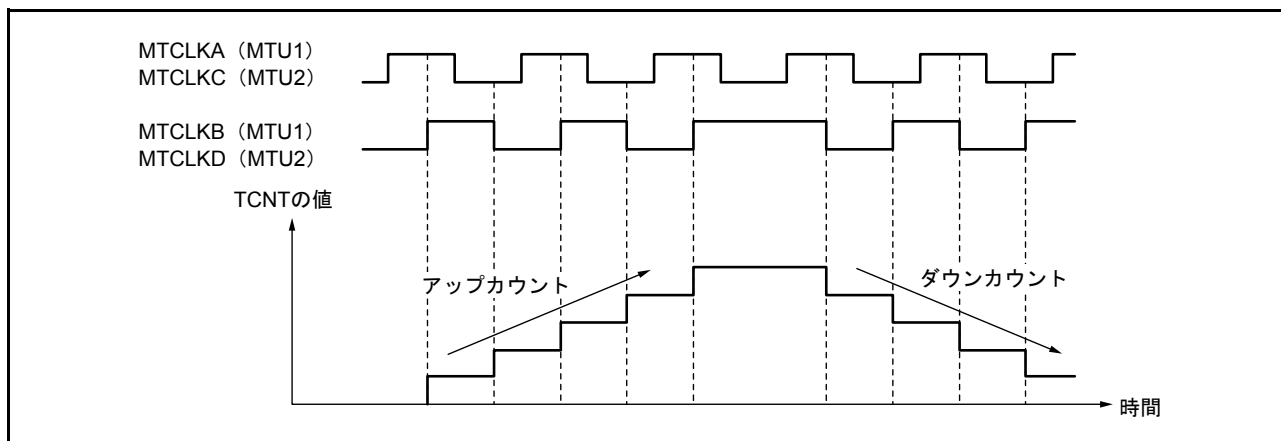 MTCLKA（MTU1）
MTCLKC（MTU2）
MTCLKB（MTU1）
MTCLKD（MTU2）
TCNTの値
アップカウント
ダウンカウント
時間